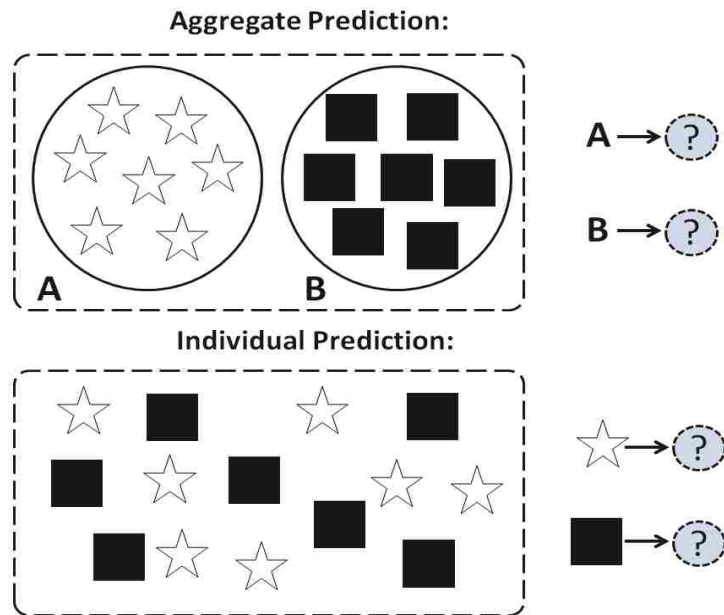 Aggregate Prediction:
A → ?
B → ?
A B
Individual Prediction:
→ ?
→ ?